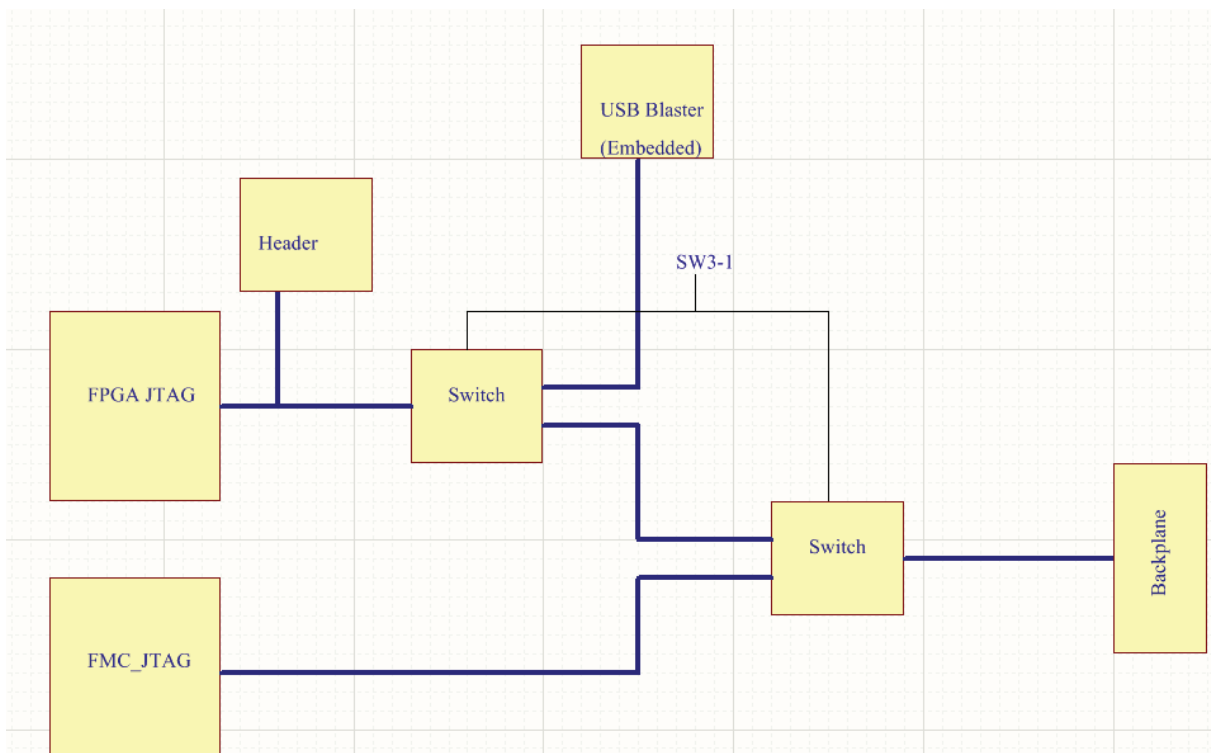 USB Blaster
(Embedded)
Header
SW3-1
FPGA JTAG
Switch
Switch
Backplane
FMC_JTAG